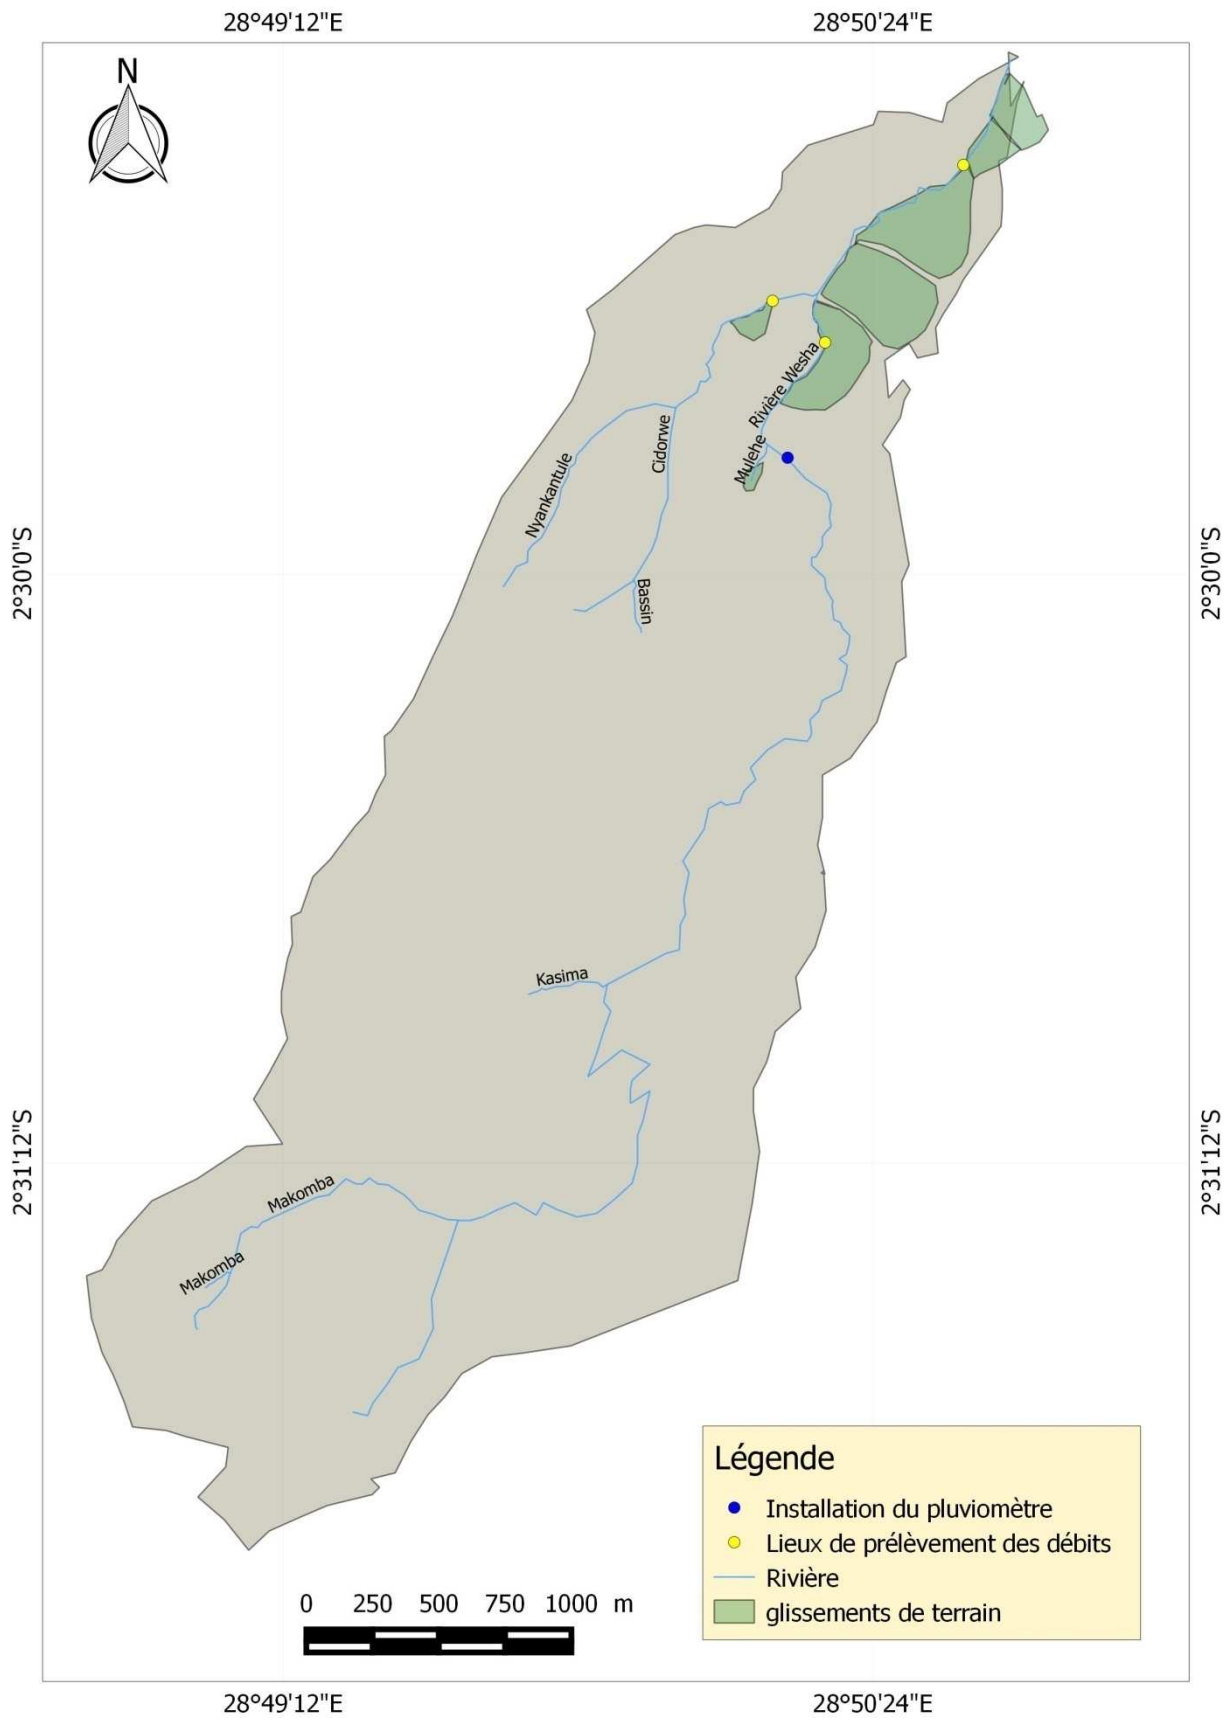 28°49'12"E
28°50'24"E
N
Rivière Wesha
Mulehe
Cidorwe
Nyankantule
2°30'0"S
2°30'0"S
Bassin
Kasima
2°31'12"S
2°31'12"S
Makomba
Makomba
Légende
Installation du pluviomètre
Lieux de prélèvement des débits
Rivière
glissements de terrain
0 250 500 750 1000 m
28°49'12"E
28°50'24"E